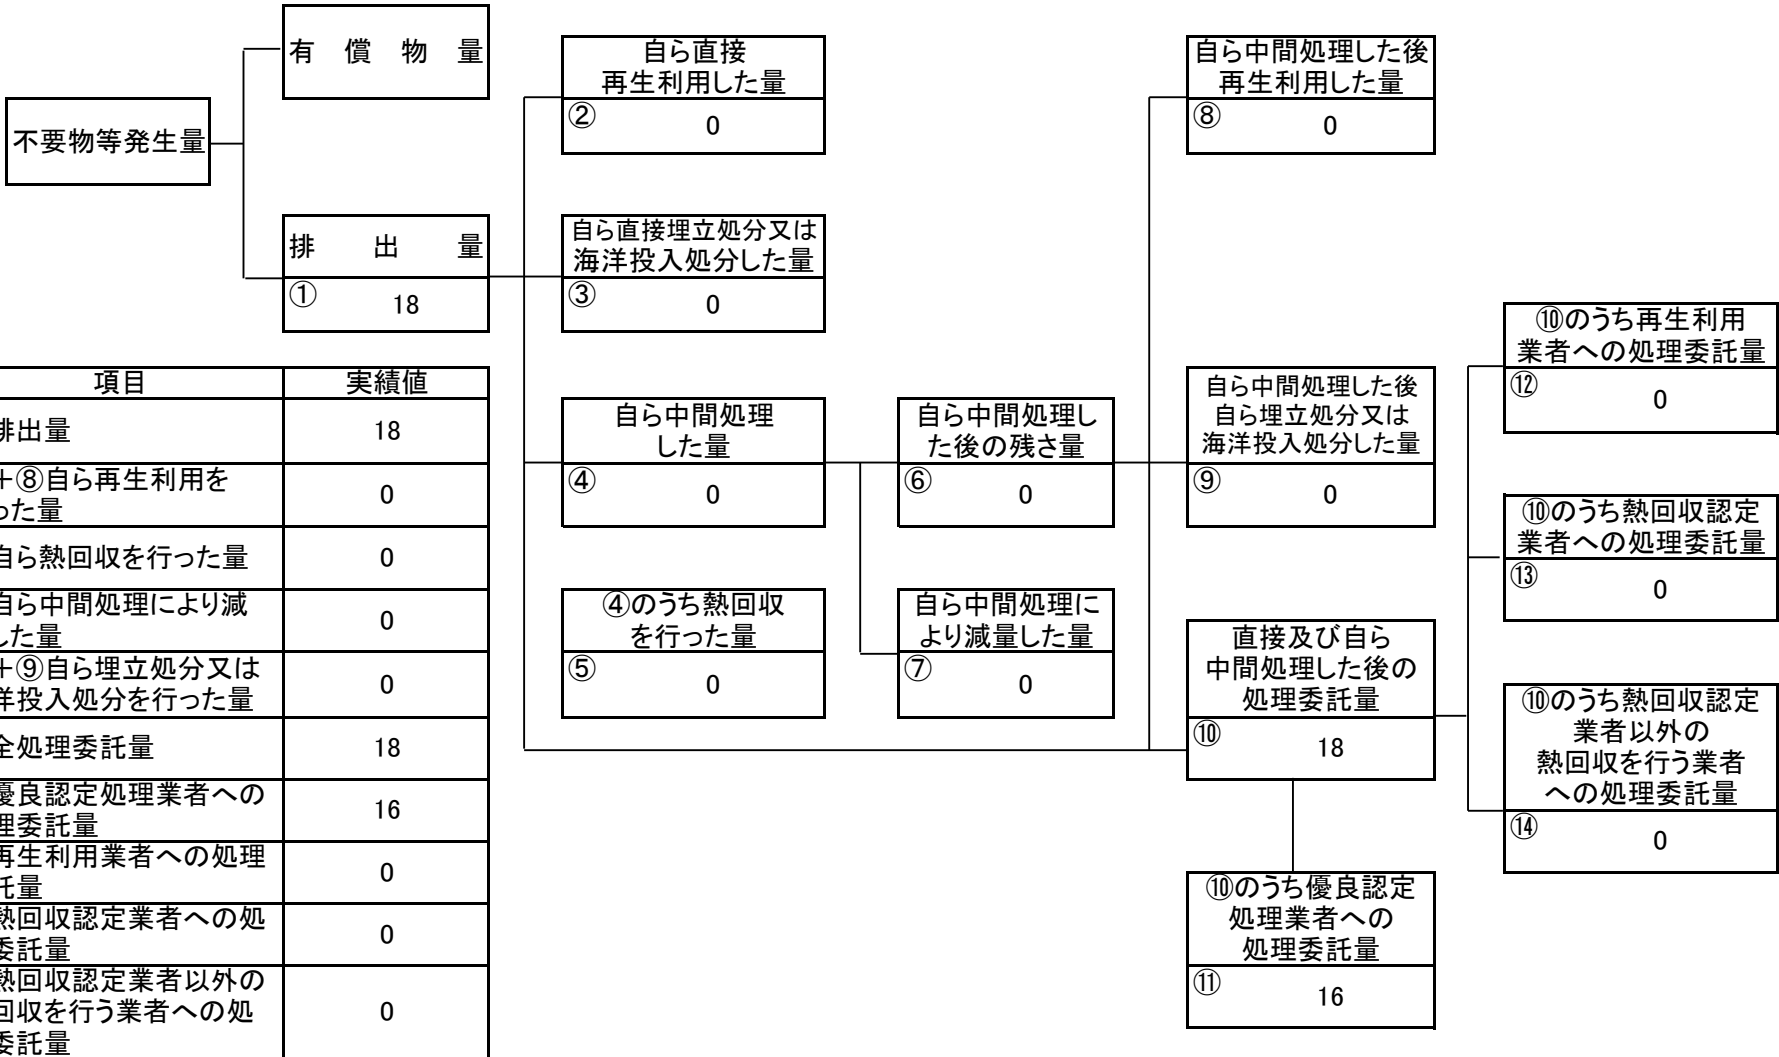 有償物量
不要物等発生量
排出量
① 18
自ら直接
再生利用した量
② 0
自ら直接埋立処分又は
海洋投入処分した量
③ 0
自ら中間処理
した量
④ 0
④のうち熱回収
を行った量
⑤ 0
自ら中間処理し
た後の残さ量
⑥ 0
自ら中間処理に
より減量した量
⑦ 0
自ら中間処理した後
再生利用した量
⑧ 0
自ら中間処理した後
自ら埋立処分又は
海洋投入処分した量
⑨ 0
直接及び自ら
中間処理した後の
処理委託量
⑩ 18
⑩のうち優良認定
処理業者への
処理委託量
⑪ 16
⑩のうち再生利用
業者への処理委託量
⑫ 0
⑩のうち熱回収認定
業者への処理委託量
⑬ 0
⑩のうち熱回収認定
業者以外の
熱回収を行う業者
への処理委託量
⑭ 0
項目 実績値
排出量 18
+⑧自ら再生利用を
った量 0
自ら熱回収を行った量 0
自ら中間処理により減
した量 0
+⑨自ら埋立処分又は
洋投入処分を行った量 0
全処理委託量 18
優良認定処理業者への
理委託量 16
再生利用業者への処理
託量 0
熱回収認定業者への処
委託量 0
熱回収認定業者以外の
回収を行う業者への処
委託量 0